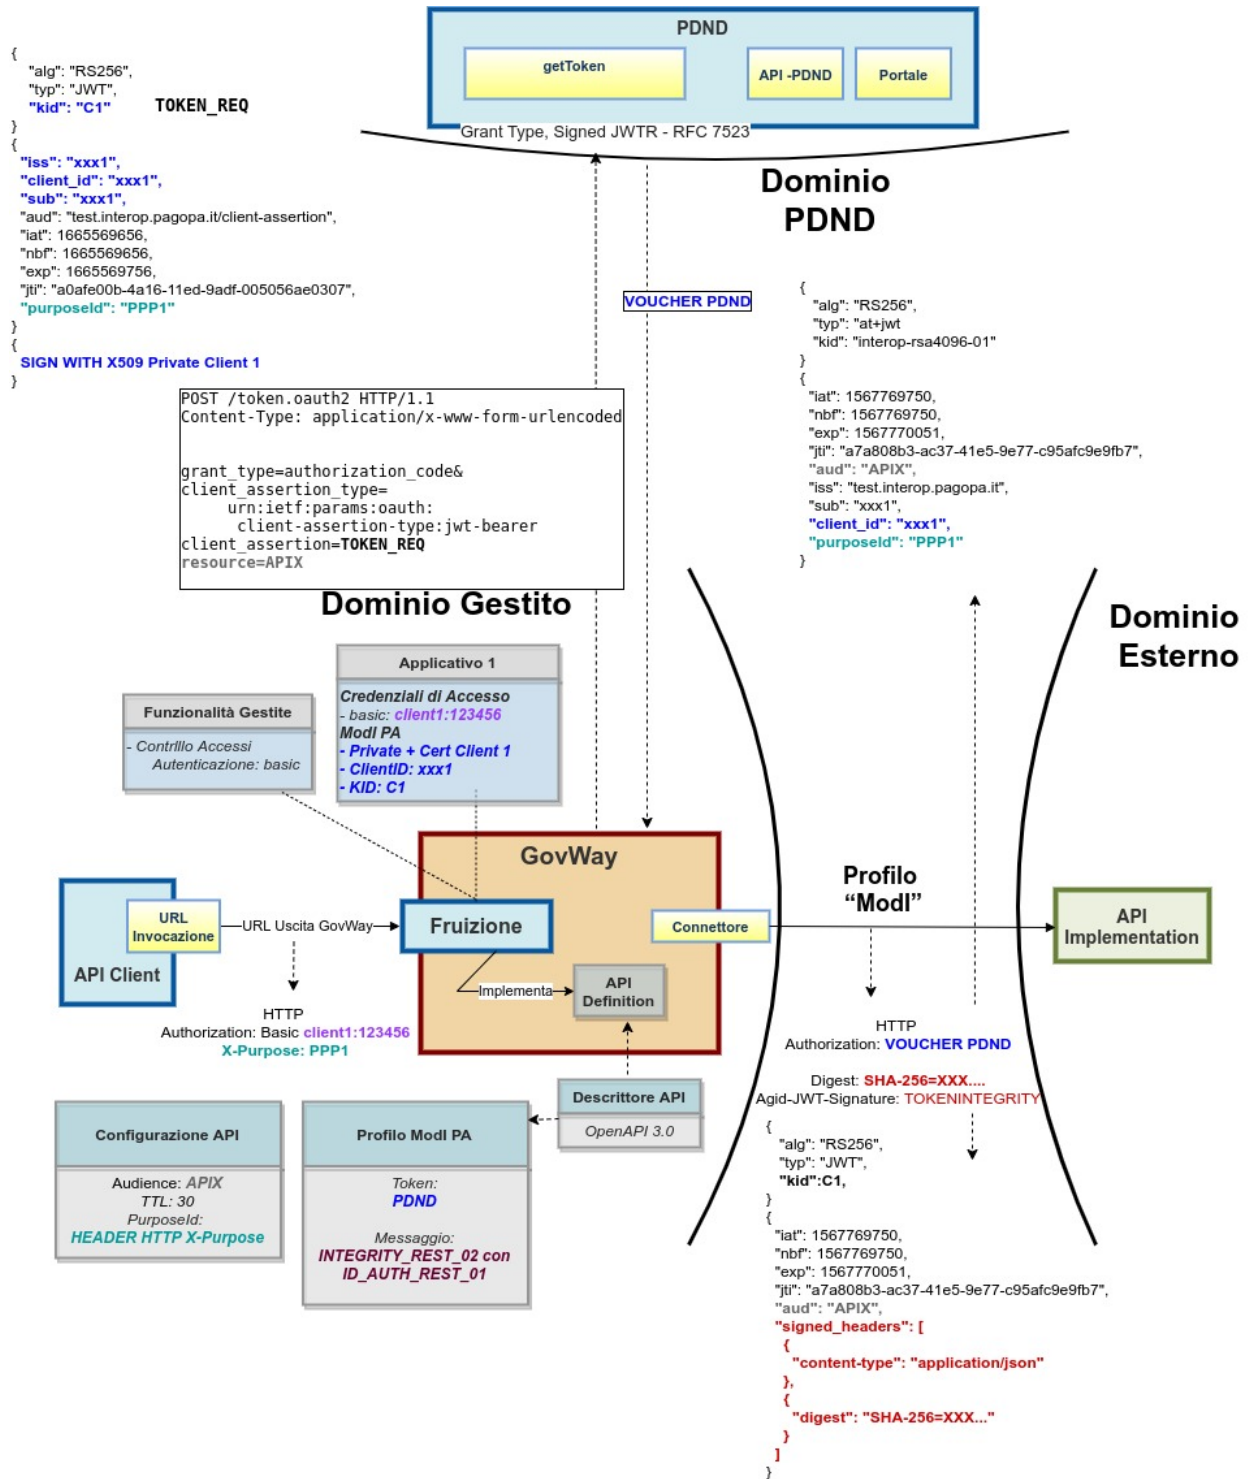 PDND
getToken
API -PDND
Portale
Grant Type, Signed JWTR - RFC 7523
Dominio
PDND
{
"alg": "RS256",
"typ": "JWT",
"kid": "C1"
TOKEN_REQ
}
{
"iss": "xxx1",
"client_id": "xxx1",
"sub": "xxx1",
"aud": "test.interop.pagopa.it/client-assertion",
"iat": 1665569656,
"nbf": 1665569656,
"exp": 1665569756,
"jti": "a0afe00b-4a16-11ed-9adf-005056ae0307",
"purposeId": "PPP1"
}
{
SIGN WITH X509 Private Client 1
}
VOUCHER PDND
{
"alg": "RS256",
"typ": "at+jwt
"kid": "interop-rsa4096-01"
}
{
"iat": 1567769750,
"nbf": 1567769750,
"exp": 1567770051,
"jti": "a7a808b3-ac37-41e5-9e77-c95afc9e9fb7",
"aud": "APIX",
"iss": "test.interop.pagopa.it",
"sub": "xxx1",
"client_id": "xxx1",
"purposeId": "PPP1"
}
POST /token.oauth2 HTTP/1.1
Content-Type: application/x-www-form-urlencoded
grant_type=authorization_code&
client_assertion_type=
urn:ietf:params:oauth:
client-assertion-type:jwt-bearer
client_assertion=TOKEN_REQ
resource=APIX
Dominio Gestito
Dominio
Esterno
Applicativo 1
Credenziali di Accesso
- basic: client1:123456
ModI PA
- Private + Cert Client 1
- ClientID: xxx1
- KID: C1
Funzionalità Gestite
- Contrlllo Accessi
Autenticazione: basic
GovWay
URL
Invocazione
API Client
URL Uscita GovWay
Fruizione
Connettore
Implementa
API
Definition
Profilo
“ModI”
API
Implementation
HTTP
Authorization: Basic client1:123456
X-Purpose: PPP1
HTTP
Authorization: VOUCHER PDND
Digest: SHA-256=XXX....
Agid-JWT-Signature: TOKENINTEGRITY
Descrittore API
OpenAPI 3.0
Configurazione API
Audience: APIX
TTL: 30
PurposeId:
HEADER HTTP X-Purpose
Profilo ModI PA
Token:
PDND
Messaggio:
INTEGRITY_REST_02 con
ID_AUTH_REST_01
{
"alg": "RS256",
"typ": "JWT",
"kid":C1,
}
{
"iat": 1567769750,
"nbf": 1567769750,
"exp": 1567770051,
"jti": "a7a808b3-ac37-41e5-9e77-c95afc9e9fb7",
"aud": "APIX",
"signed_headers": [
{
"content-type": "application/json"
},
{
"digest": "SHA-256=XXX..."
}
]
}